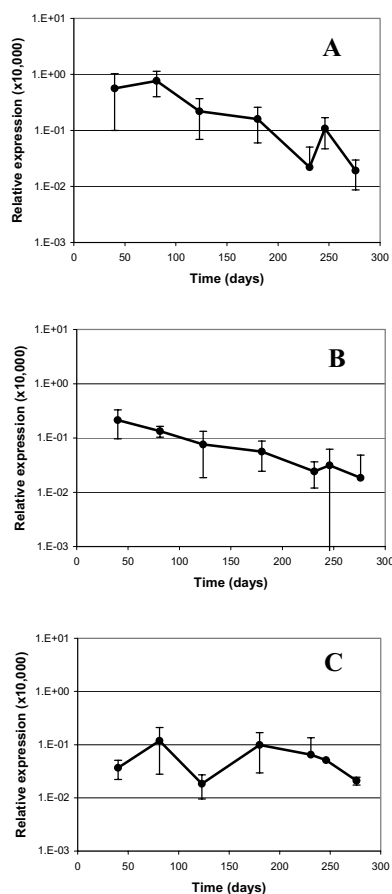 A
Relative expression (x10,000)
1.E+01
1.E+00
1.E-01
1.E-02
1.E-03
0 50 100 150 200 250 300
Time (days)
B
Relative expression (x10,000)
1.E+01
1.E+00
1.E-01
1.E-02
1.E-03
0 50 100 150 200 250 300
Time (days)
C
Relative expression (x10,000)
1.E+01
1.E+00
1.E-01
1.E-02
1.E-03
0 50 100 150 200 250 300
Time (days)